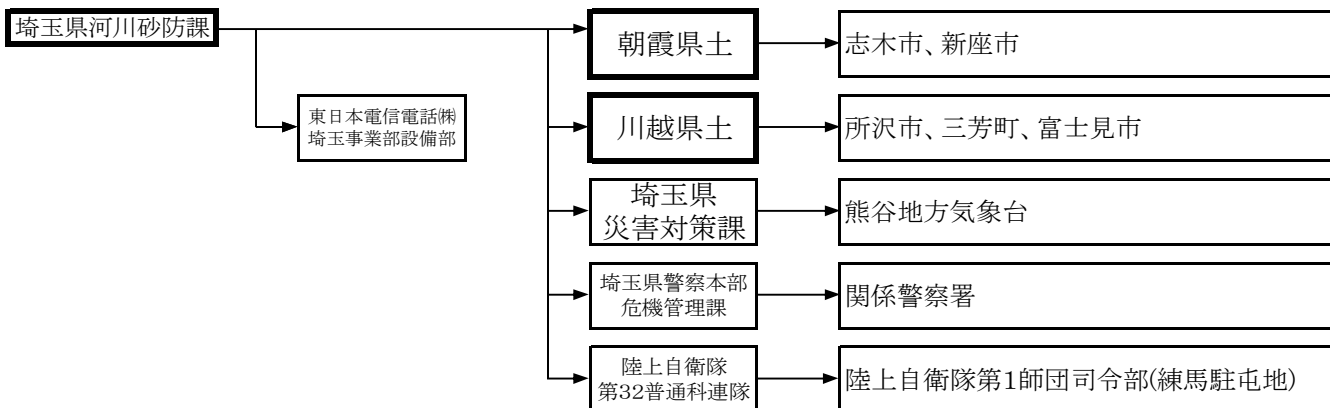 埼玉県河川砂防課
朝霞県土
志木市、新座市
東日本電信電話㈱
埼玉事業部設備部
川越県土
所沢市、三芳町、富士見市
埼玉県
災害対策課
熊谷地方気象台
埼玉県警察本部
危機管理課
関係警察署
陸上自衛隊
第32普通科連隊
陸上自衛隊第1師団司令部(練馬駐屯地)